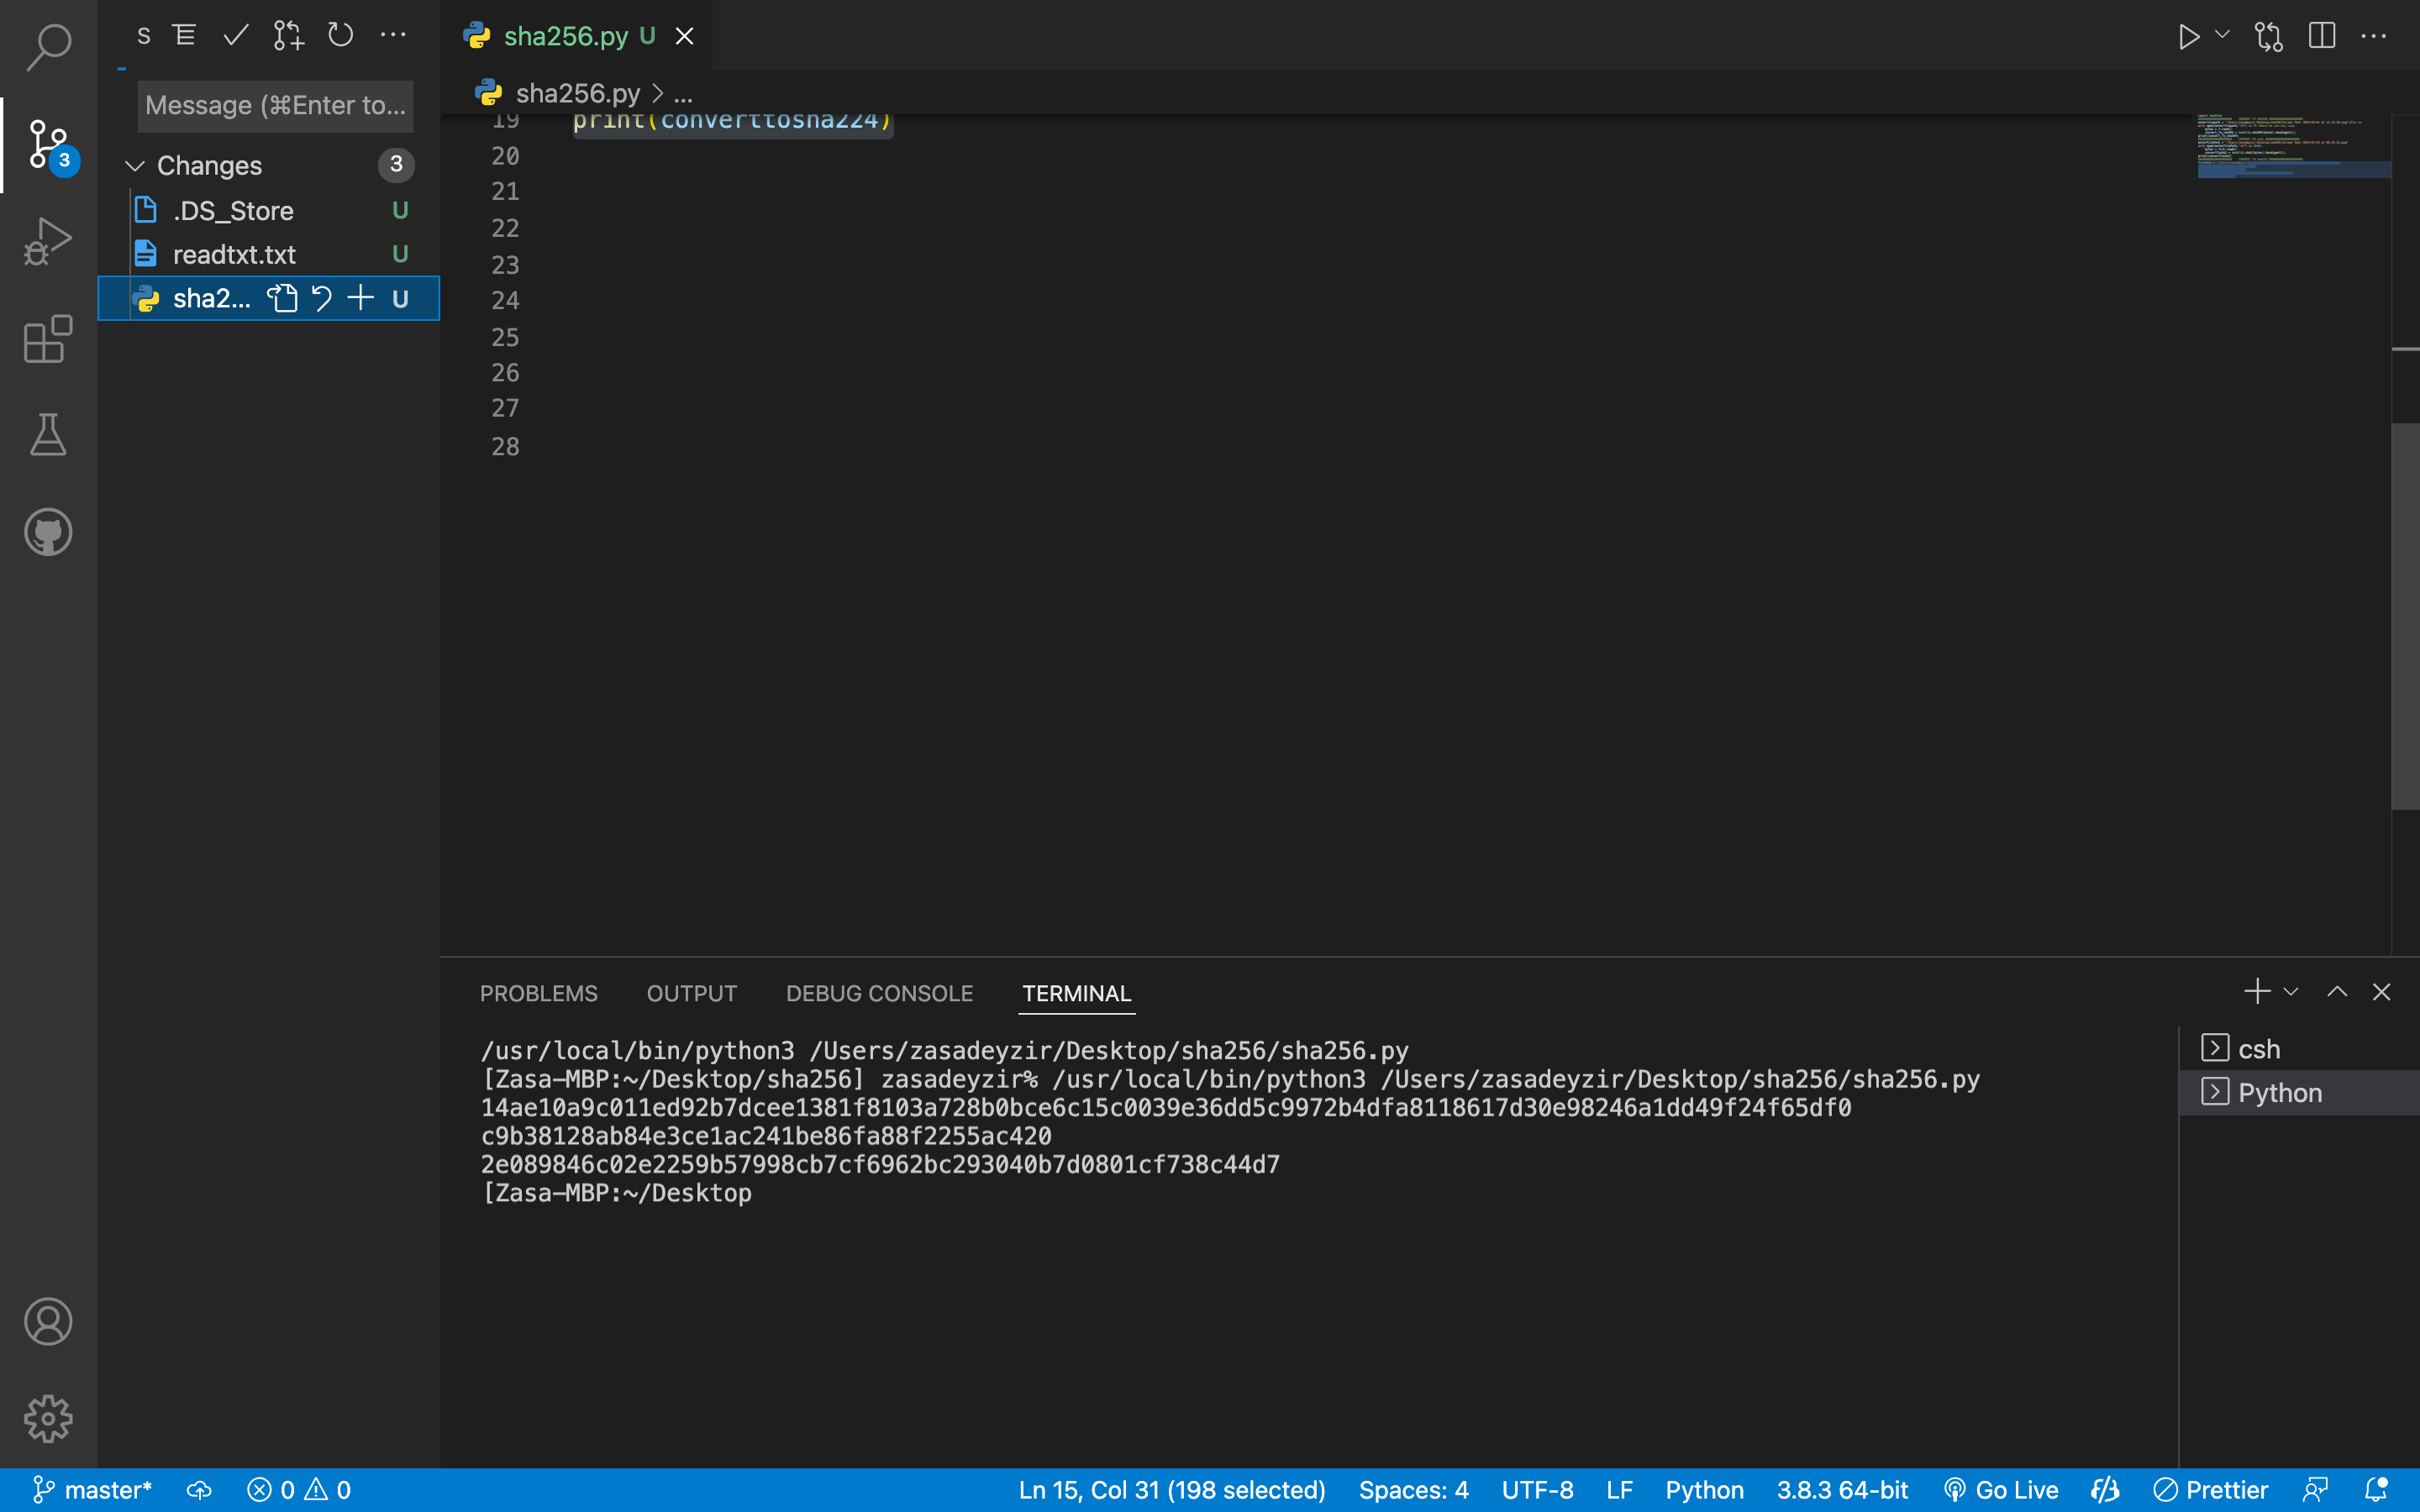 S
Message (⌘Enter to...
Changes 3
.DS_Store U
readtxt.txt U
sha2... U
3
sha256.py U
sha256.py > ...
19 print(converttosha224)
20
21
22
23
24
25
26
27
28
PROBLEMS OUTPUT DEBUG CONSOLE TERMINAL
/usr/local/bin/python3 /Users/zasadeyzir/Desktop/sha256/sha256.py
[Zasa-MBP:~/Desktop/sha256] zasadeyzir% /usr/local/bin/python3 /Users/zasadeyzir/Desktop/sha256/sha256.py
14ae10a9c011ed92b7dcee1381f8103a728b0bce6c15c0039e36dd5c9972b4dfa8118617d30e98246a1dd49f24f65df0
c9b38128ab84e3ce1ac241be86fa88f2255ac420
2e089846c02e2259b57998cb7cf6962bc293040b7d0801cf738c44d7
[Zasa-MBP:~/Desktop
csh
Python
master* 0 0 Ln 15, Col 31 (198 selected) Spaces: 4 UTF-8 LF Python 3.8.3 64-bit Go Live Prettier